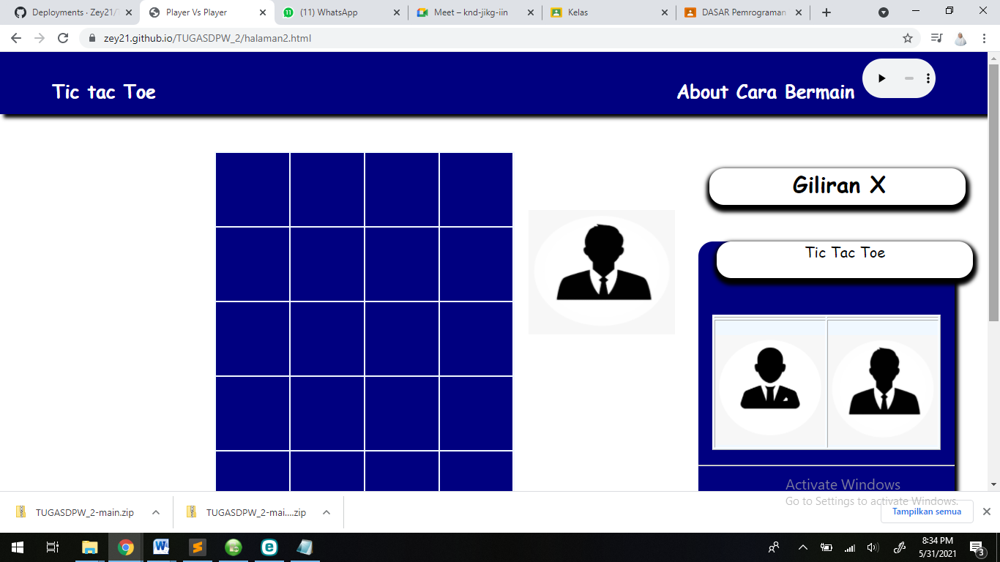 Deployments · Zey21/
Player Vs Player
(11) WhatsApp
Meet – knd-jikg-iin
Kelas
DASAR Pemrograman
zey21.github.io/TUGASDPW_2/halaman2.html
Tic tac Toe
About Cara Bermain
Giliran X
Tic Tac Toe
Activate Windows
Go to Settings to activate Windows.
TUGASDPW_2-main.zip
TUGASDPW_2-mai....zip
Tampilkan semua
8:34 PM
5/31/2021
3